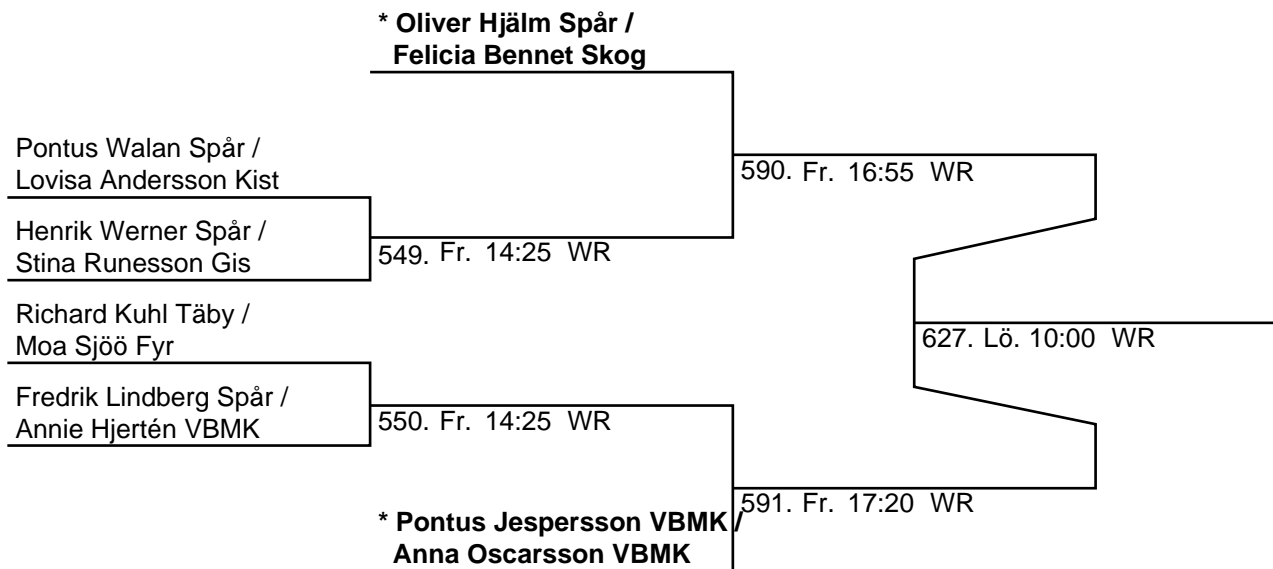 * Oliver Hjälm Spår /
Felicia Bennet Skog
Pontus Walan Spår /
Lovisa Andersson Kist
590. Fr. 16:55 WR
Henrik Werner Spår /
Stina Runesson Gis
549. Fr. 14:25 WR
Richard Kuhl Täby /
Moa Sjöö Fyr
627. Lö. 10:00 WR
Fredrik Lindberg Spår /
Annie Hjertén VBMK
550. Fr. 14:25 WR
591. Fr. 17:20 WR
* Pontus Jespersson VBMK /
Anna Oscarsson VBMK